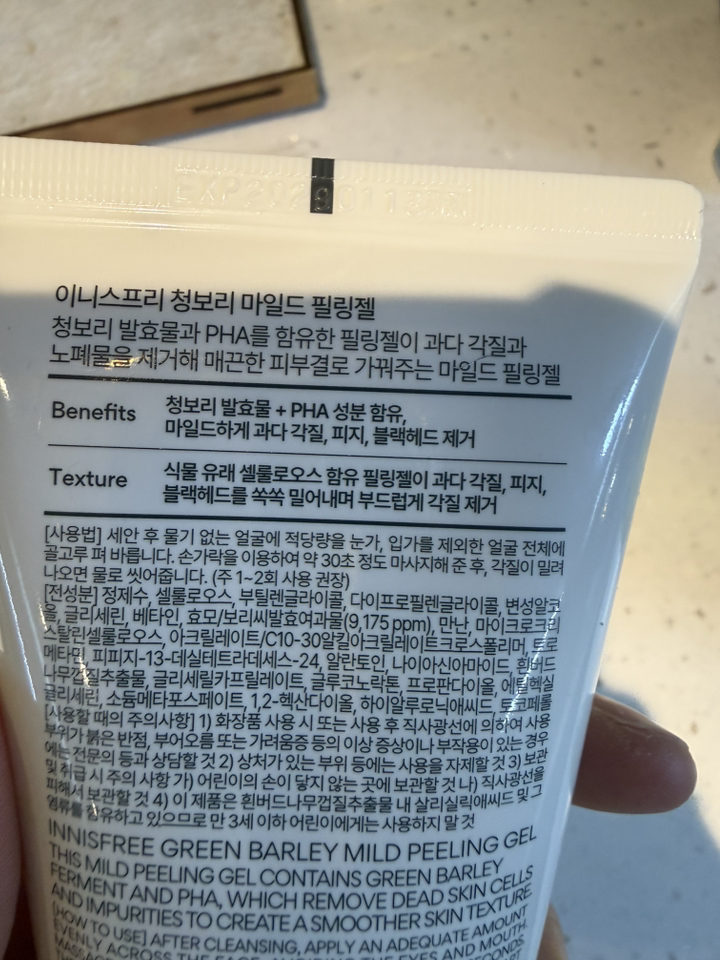 이니스프리 청보리 마일드 필링젤
청보리 발효물과 PHA를 함유한 필링젤이 과다 각질과
노폐물을 제거해 매끈한 피부결로 가꿔주는 마일드 필링젤
Benefits
청보리 발효물 + PHA 성분 함유,
마일드하게 과다 각질, 피지, 블랙헤드 제거
Texture
식물 유래 셀룰로오스 함유 필링젤이 과다 각질, 피지,
블랙헤드를 쏙쏙 밀어내며 부드럽게 각질 제거
[사용법] 세안 후 물기 없는 얼굴에 적당량을 눈가, 입가를 제외한 얼굴 전체에
골고루 펴 바릅니다. 손가락을 이용하여 약 30초 정도 마사지해 준 후, 각질이 밀려
나오면 물로 씻어줍니다. (주 1~2회 사용 권장)
[전성분] 정제수, 셀룰로오스, 부틸렌글라이콜, 다이프로필렌글라이콜, 변성알코
올, 글리세린, 베타인, 효모/보리씨발효여과물(9,175 ppm), 만난, 마이크로크리
스탈린셀룰로오스, 아크릴레이트/C10-30알킬아크릴레이트크로스폴리머, 트로
메타민, 피피지-13-데실테트라데세스-24, 알란토인, 나이아신아마이드, 흰버드
나무껍질추출물, 글리세릴카프릴레이트, 글루코노락톤, 프로판다이올, 에틸헥실
글리세린, 소듐메타포스페이트, 1,2-헥산다이올, 하이알루로닉애씨드, 토코페롤
[사용할 때의 주의사항] 1) 화장품 사용 시 또는 사용 후 직사광선에 의하여 사용
부위가 붉은 반점, 부어오름 또는 가려움증 등의 이상 증상이나 부작용이 있는 경우
에는 전문의 등과 상담할 것 2) 상처가 있는 부위 등에는 사용을 자제할 것 3) 보관
및 취급 시 주의 사항 가) 어린이의 손이 닿지 않는 곳에 보관할 것 나) 직사광선을
피해서 보관할 것 4) 이 제품은 흰버드나무껍질추출물 내 살리실릭애씨드 및 그
염류를 함유하고 있으므로 만 3세 이하 어린이에게는 사용하지 말 것
INNISFREE GREEN BARLEY MILD PEELING GEL
THIS MILD PEELING GEL CONTAINS GREEN BARLEY
FERMENT AND PHA, WHICH REMOVE DEAD SKIN CELLS
AND IMPURITIES TO CREATE A SMOOTHER SKIN TEXTURE.
[HOW TO USE] AFTER CLEANSING, APPLY AN ADEQUATE AMOUNT
EVENLY ACROSS THE FACE, AVOIDING THE EYES AND MOUTH.